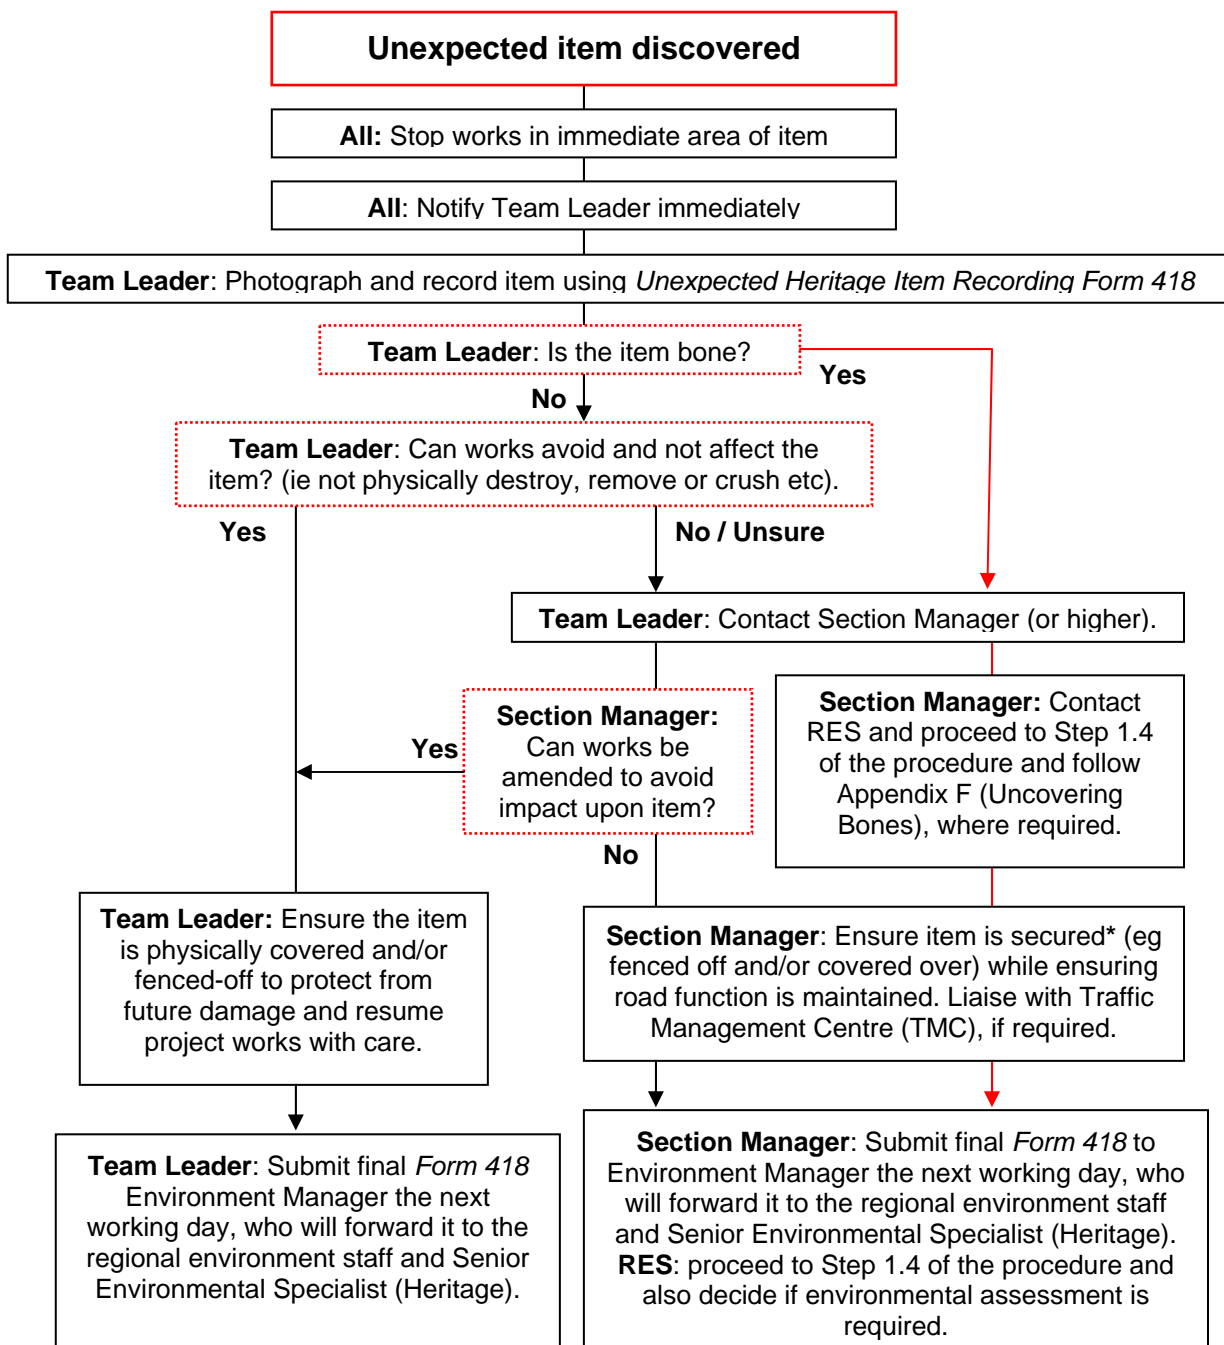 Unexpected item discovered
All: Stop works in immediate area of item
All: Notify Team Leader immediately
Team Leader: Photograph and record item using Unexpected Heritage Item Recording Form 418
Team Leader: Is the item bone?
Yes
No
Team Leader: Can works avoid and not affect the
item? (ie not physically destroy, remove or crush etc).
Yes
No / Unsure
Team Leader: Contact Section Manager (or higher).
Section Manager:
Can works be
amended to avoid
impact upon item?
Yes
No
Section Manager: Contact
RES and proceed to Step 1.4
of the procedure and follow
Appendix F (Uncovering
Bones), where required.
Team Leader: Ensure the item
is physically covered and/or
fenced-off to protect from
future damage and resume
project works with care.
Section Manager: Ensure item is secured* (eg
fenced off and/or covered over) while ensuring
road function is maintained. Liaise with Traffic
Management Centre (TMC), if required.
Team Leader: Submit final Form 418
Environment Manager the next
working day, who will forward it to the
regional environment staff and Senior
Environmental Specialist (Heritage).
Section Manager: Submit final Form 418 to
Environment Manager the next working day, who
will forward it to the regional environment staff
and Senior Environmental Specialist (Heritage).
RES: proceed to Step 1.4 of the procedure and
also decide if environmental assessment is
required.